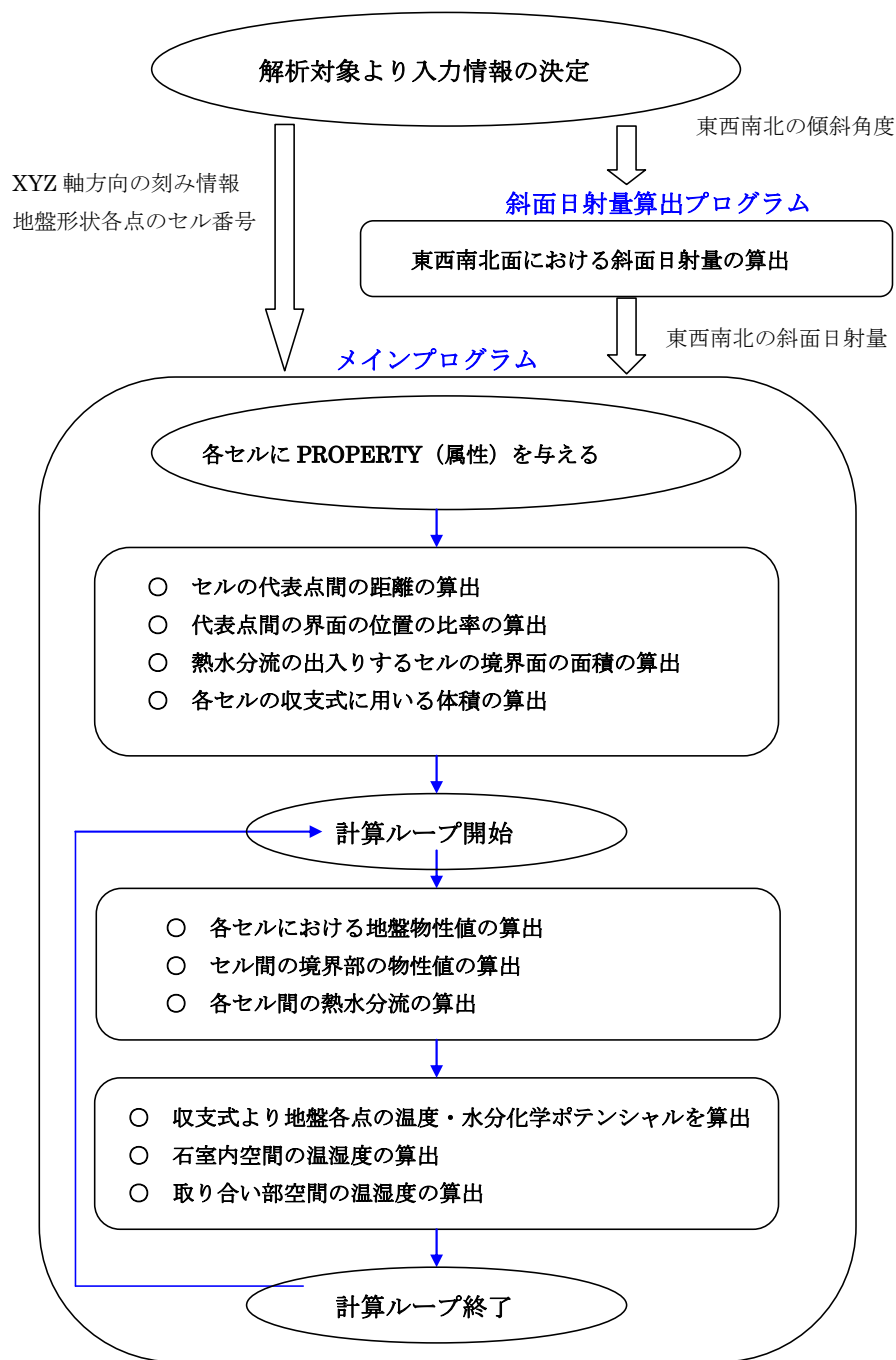 解析対象より入力情報の決定
東西南北の傾斜角度
XYZ 軸方向の刻み情報
地盤形状各点のセル番号
斜面日射量算出プログラム
東西南北面における斜面日射量の算出
東西南北の斜面日射量
メインプログラム
各セルに PROPERTY（属性）を与える
○ セルの代表点間の距離の算出
○ 代表点間の界面の位置の比率の算出
○ 熱水分流の出入りするセルの境界面の面積の算出
○ 各セルの収支式に用いる体積の算出
計算ループ開始
○ 各セルにおける地盤物性値の算出
○ セル間の境界部の物性値の算出
○ 各セル間の熱水分流の算出
○ 収支式より地盤各点の温度・水分化学ポテンシャルを算出
○ 石室内空間の温湿度の算出
○ 取り合い部空間の温湿度の算出
計算ループ終了